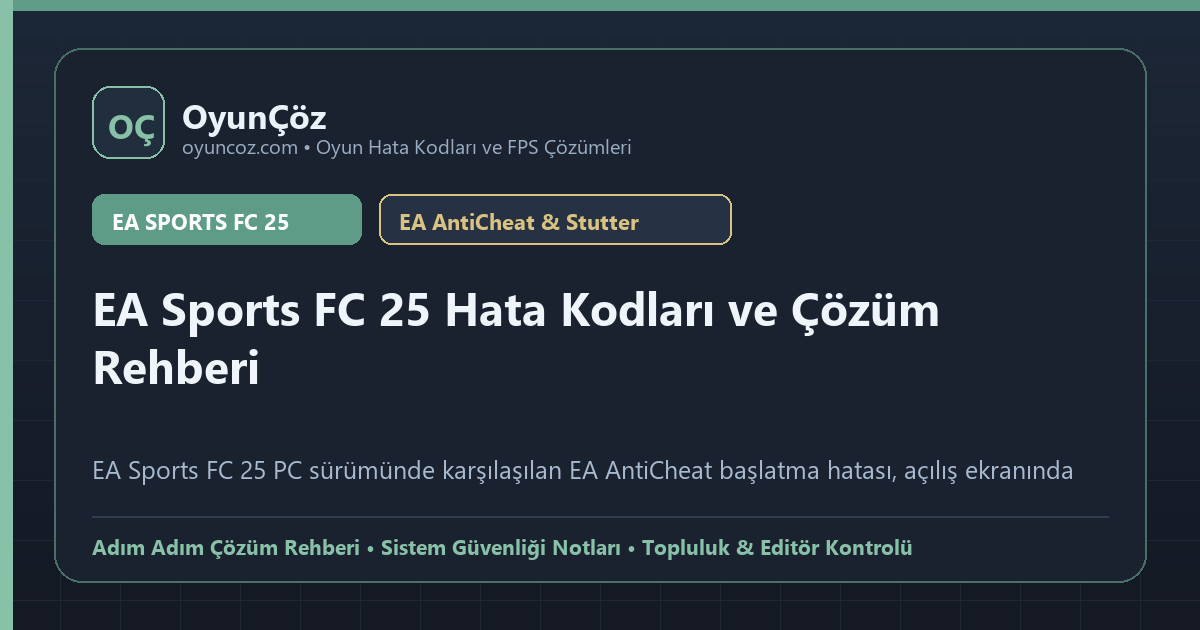 OÇ
OyunÇöz
oyuncoz.com • Oyun Hata Kodları ve FPS Çözümleri
EA SPORTS FC 25
EA AntiCheat & Stutter
EA Sports FC 25 Hata Kodları ve Çözüm
Rehberi
EA Sports FC 25 PC sürümünde karşılaşılan EA AntiCheat başlatma hatası, açılış ekranında
Adım Adım Çözüm Rehberi • Sistem Güvenliği Notları • Topluluk & Editör Kontrolü